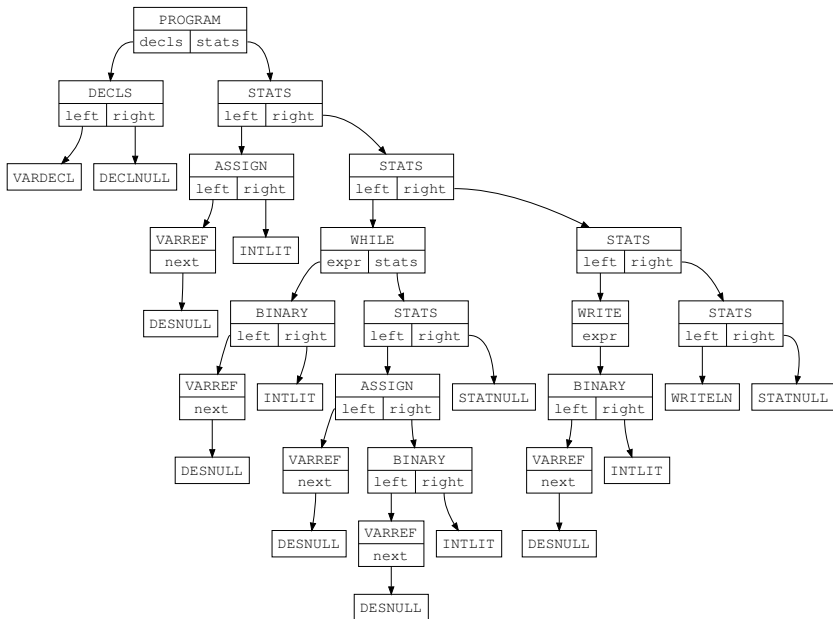 PROGRAM
decls stats
DECLS STATS
left right left right
VARDECL DECLNULL ASSIGN STATS
left right left right
VARREF INTLIT WHILE STATS
next expr stats left right
DESNULL BINARY STATS WRITE STATS
left right left right expr left right
VARREF INTLIT ASSIGN STATNULL BINARY WRITELN STATNULL
next left right left right
DESNULL VARREF BINARY VARREF INTLIT
next left right next
DESNULL VARREF INTLIT DESNULL
next
DESNULL